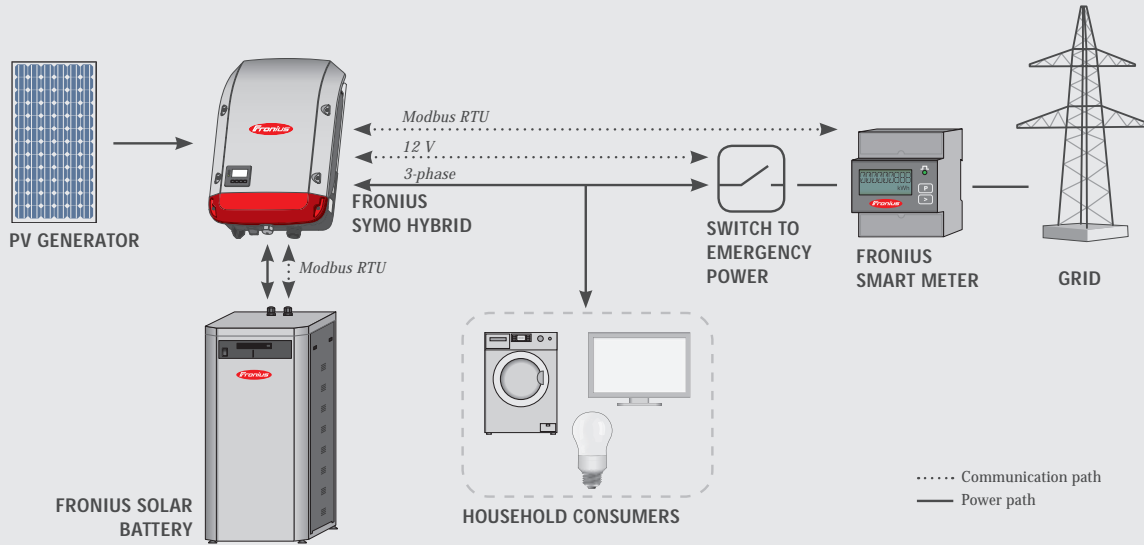 Modbus RTU
12 V
3-phase
Fronius
PV GENERATOR
FRONIUS
SYMO HYBRID
SWITCH TO
EMERGENCY
POWER
kWh
P
>
Fronius
FRONIUS
SMART METER
GRID
Modbus RTU
Fronius
FRONIUS SOLAR
BATTERY
HOUSEHOLD CONSUMERS
Communication path
Power path